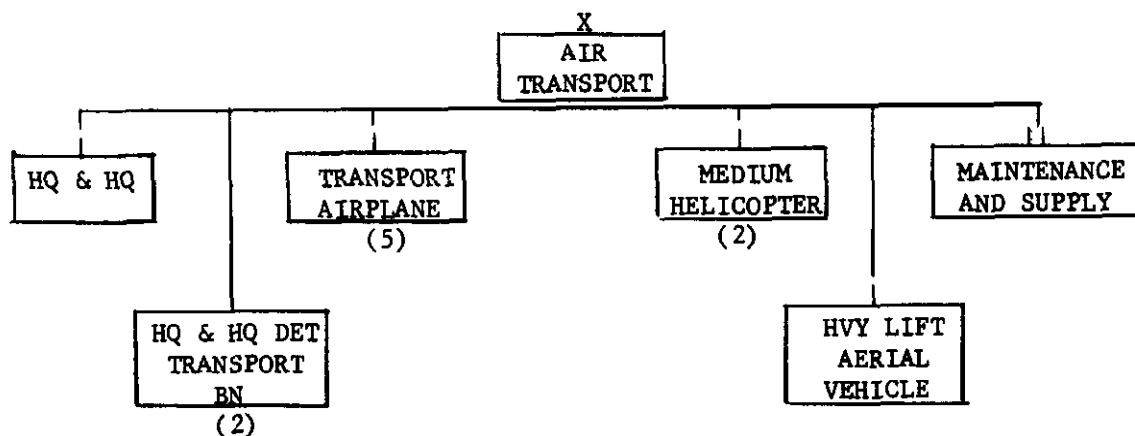 X
AIR
TRANSPORT
HQ & HQ
TRANSPORT
AIRPLANE
(5)
MEDIUM
HELICOPTER
(2)
MAINTENANCE
AND SUPPLY
HQ & HQ DET
TRANSPORT
BN
(2)
HVY LIFT
AERIAL
VEHICLE